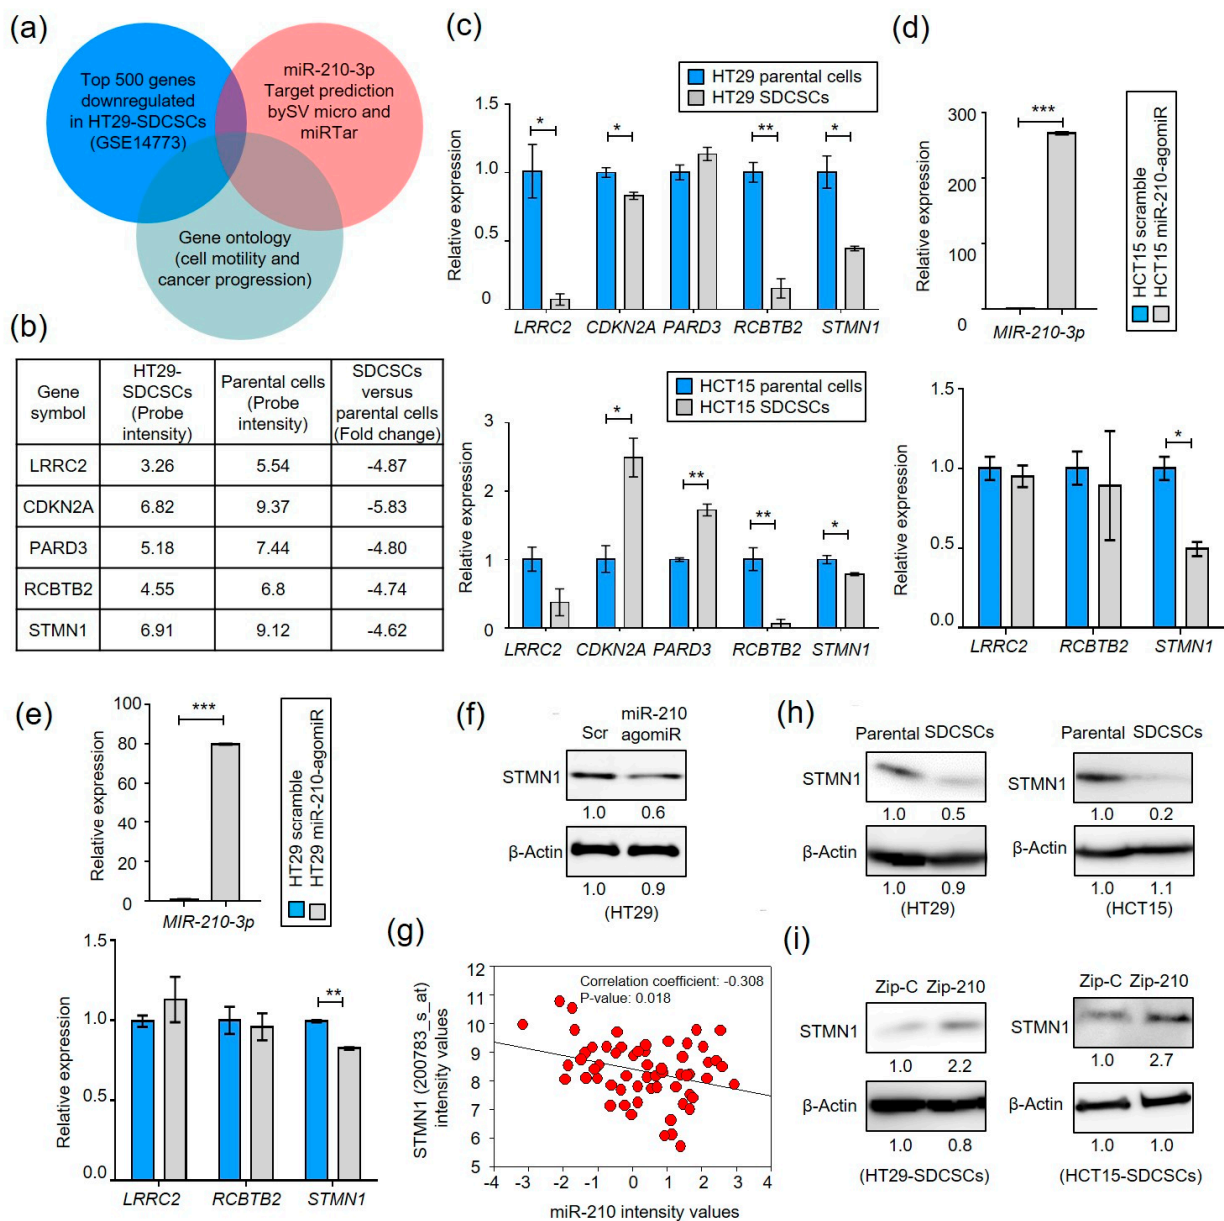 (a)
Top 500 genes
downregulated
in HT29-SDCSCs
(GSE14773)
miR-210-3p
Target prediction
bySV micro and
miRTar
Gene ontology
(cell motility and
cancer progression)
(b)
Gene symbol | HT29-SDCSCs (Probe intensity) | Parental cells (Probe intensity) | SDCSCs versus parental cells (Fold change)
LRRC2 | 3.26 | 5.54 | -4.87
CDKN2A | 6.82 | 9.37 | -5.83
PARD3 | 5.18 | 7.44 | -4.80
RCBTB2 | 4.55 | 6.8 | -4.74
STMN1 | 6.91 | 9.12 | -4.62
(c)
HT29 parental cells
HT29 SDCSCs
Relative expression
1.5
1.0
0.5
0
* * ** *
LRRC2 CDKN2A PARD3 RCBTB2 STMN1
HCT15 parental cells
HCT15 SDCSCs
Relative expression
3
2
1
0
* ** ** *
LRRC2 CDKN2A PARD3 RCBTB2 STMN1
(d)
Relative expression
300
200
100
0
***
MIR-210-3p
HCT15 scramble
HCT15 miR-210-agomiR
Relative expression
1.5
1.0
0.5
0.0
*
LRRC2 RCBTB2 STMN1
(e)
Relative expression
100
80
60
40
20
0
***
MIR-210-3p
HT29 scramble
HT29 miR-210-agomiR
Relative expression
1.5
1.0
0.5
0.0
**
LRRC2 RCBTB2 STMN1
(f)
Scr miR-210 agomiR
STMN1
1.0 0.6
β-Actin
1.0 0.9
(HT29)
(g)
STMN1 (200783_s_at)
intensity values
12
11
10
9
8
7
6
5
Correlation coefficient: -0.308
P-value: 0.018
-4 -3 -2 -1 0 1 2 3 4
miR-210 intensity values
(h)
Parental SDCSCs
STMN1
1.0 0.5
β-Actin
1.0 0.9
(HT29)
Parental SDCSCs
STMN1
1.0 0.2
β-Actin
1.0 1.1
(HCT15)
(i)
Zip-C Zip-210
STMN1
1.0 2.2
β-Actin
1.0 0.8
(HT29-SDCSCs)
Zip-C Zip-210
STMN1
1.0 2.7
β-Actin
1.0 1.0
(HCT15-SDCSCs)